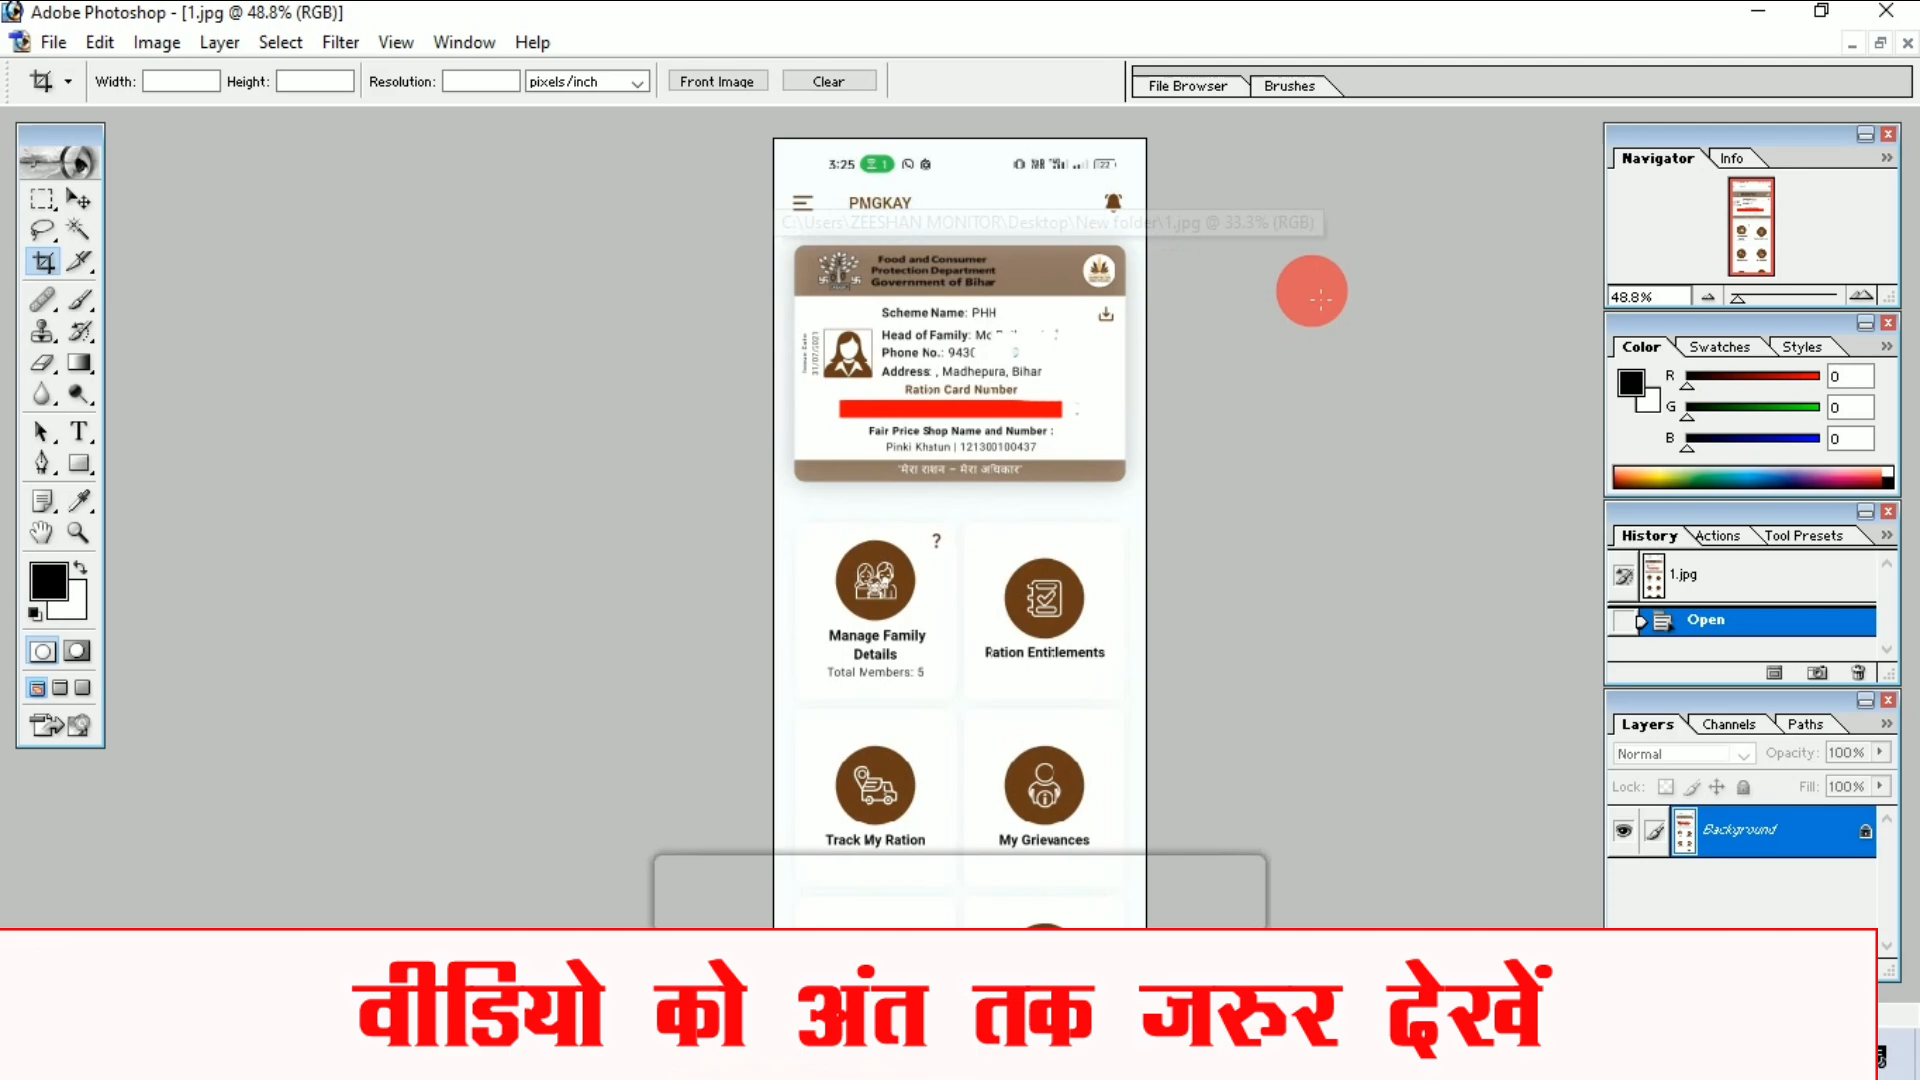 Adobe Photoshop - [1.jpg @ 48.8% (RGB)]
File Edit Image Layer Select Filter View Window Help
Width: Height: Resolution: pixels/inch Front Image Clear
File Browser Brushes
3:25
PMGKAY
C:\Users\ZEESHAN MONITOR\Desktop\New folder\1.jpg @ 33.3% (RGB)
Food and Consumer
Protection Department
Government of Bihar
Scheme Name: PHH
Head of Family:
Phone No.: 943
Address: , Madhepura, Bihar
Issue Date
31/07/2021
Ration Card Number
Fair Price Shop Name and Number :
Pinki Khatun | 121300100437
"मेरा राशन - मेरा अधिकार"
?
Manage Family
Details
Total Members: 5
Ration Entitlements
Track My Ration
My Grievances
Navigator Info
48.8%
Color Swatches Styles
R 0
G 0
B 0
History Actions Tool Presets
1.jpg
Open
Layers Channels Paths
Normal Opacity: 100%
Lock: Fill: 100%
Background
वीडियो को अंत तक जरुर देखें